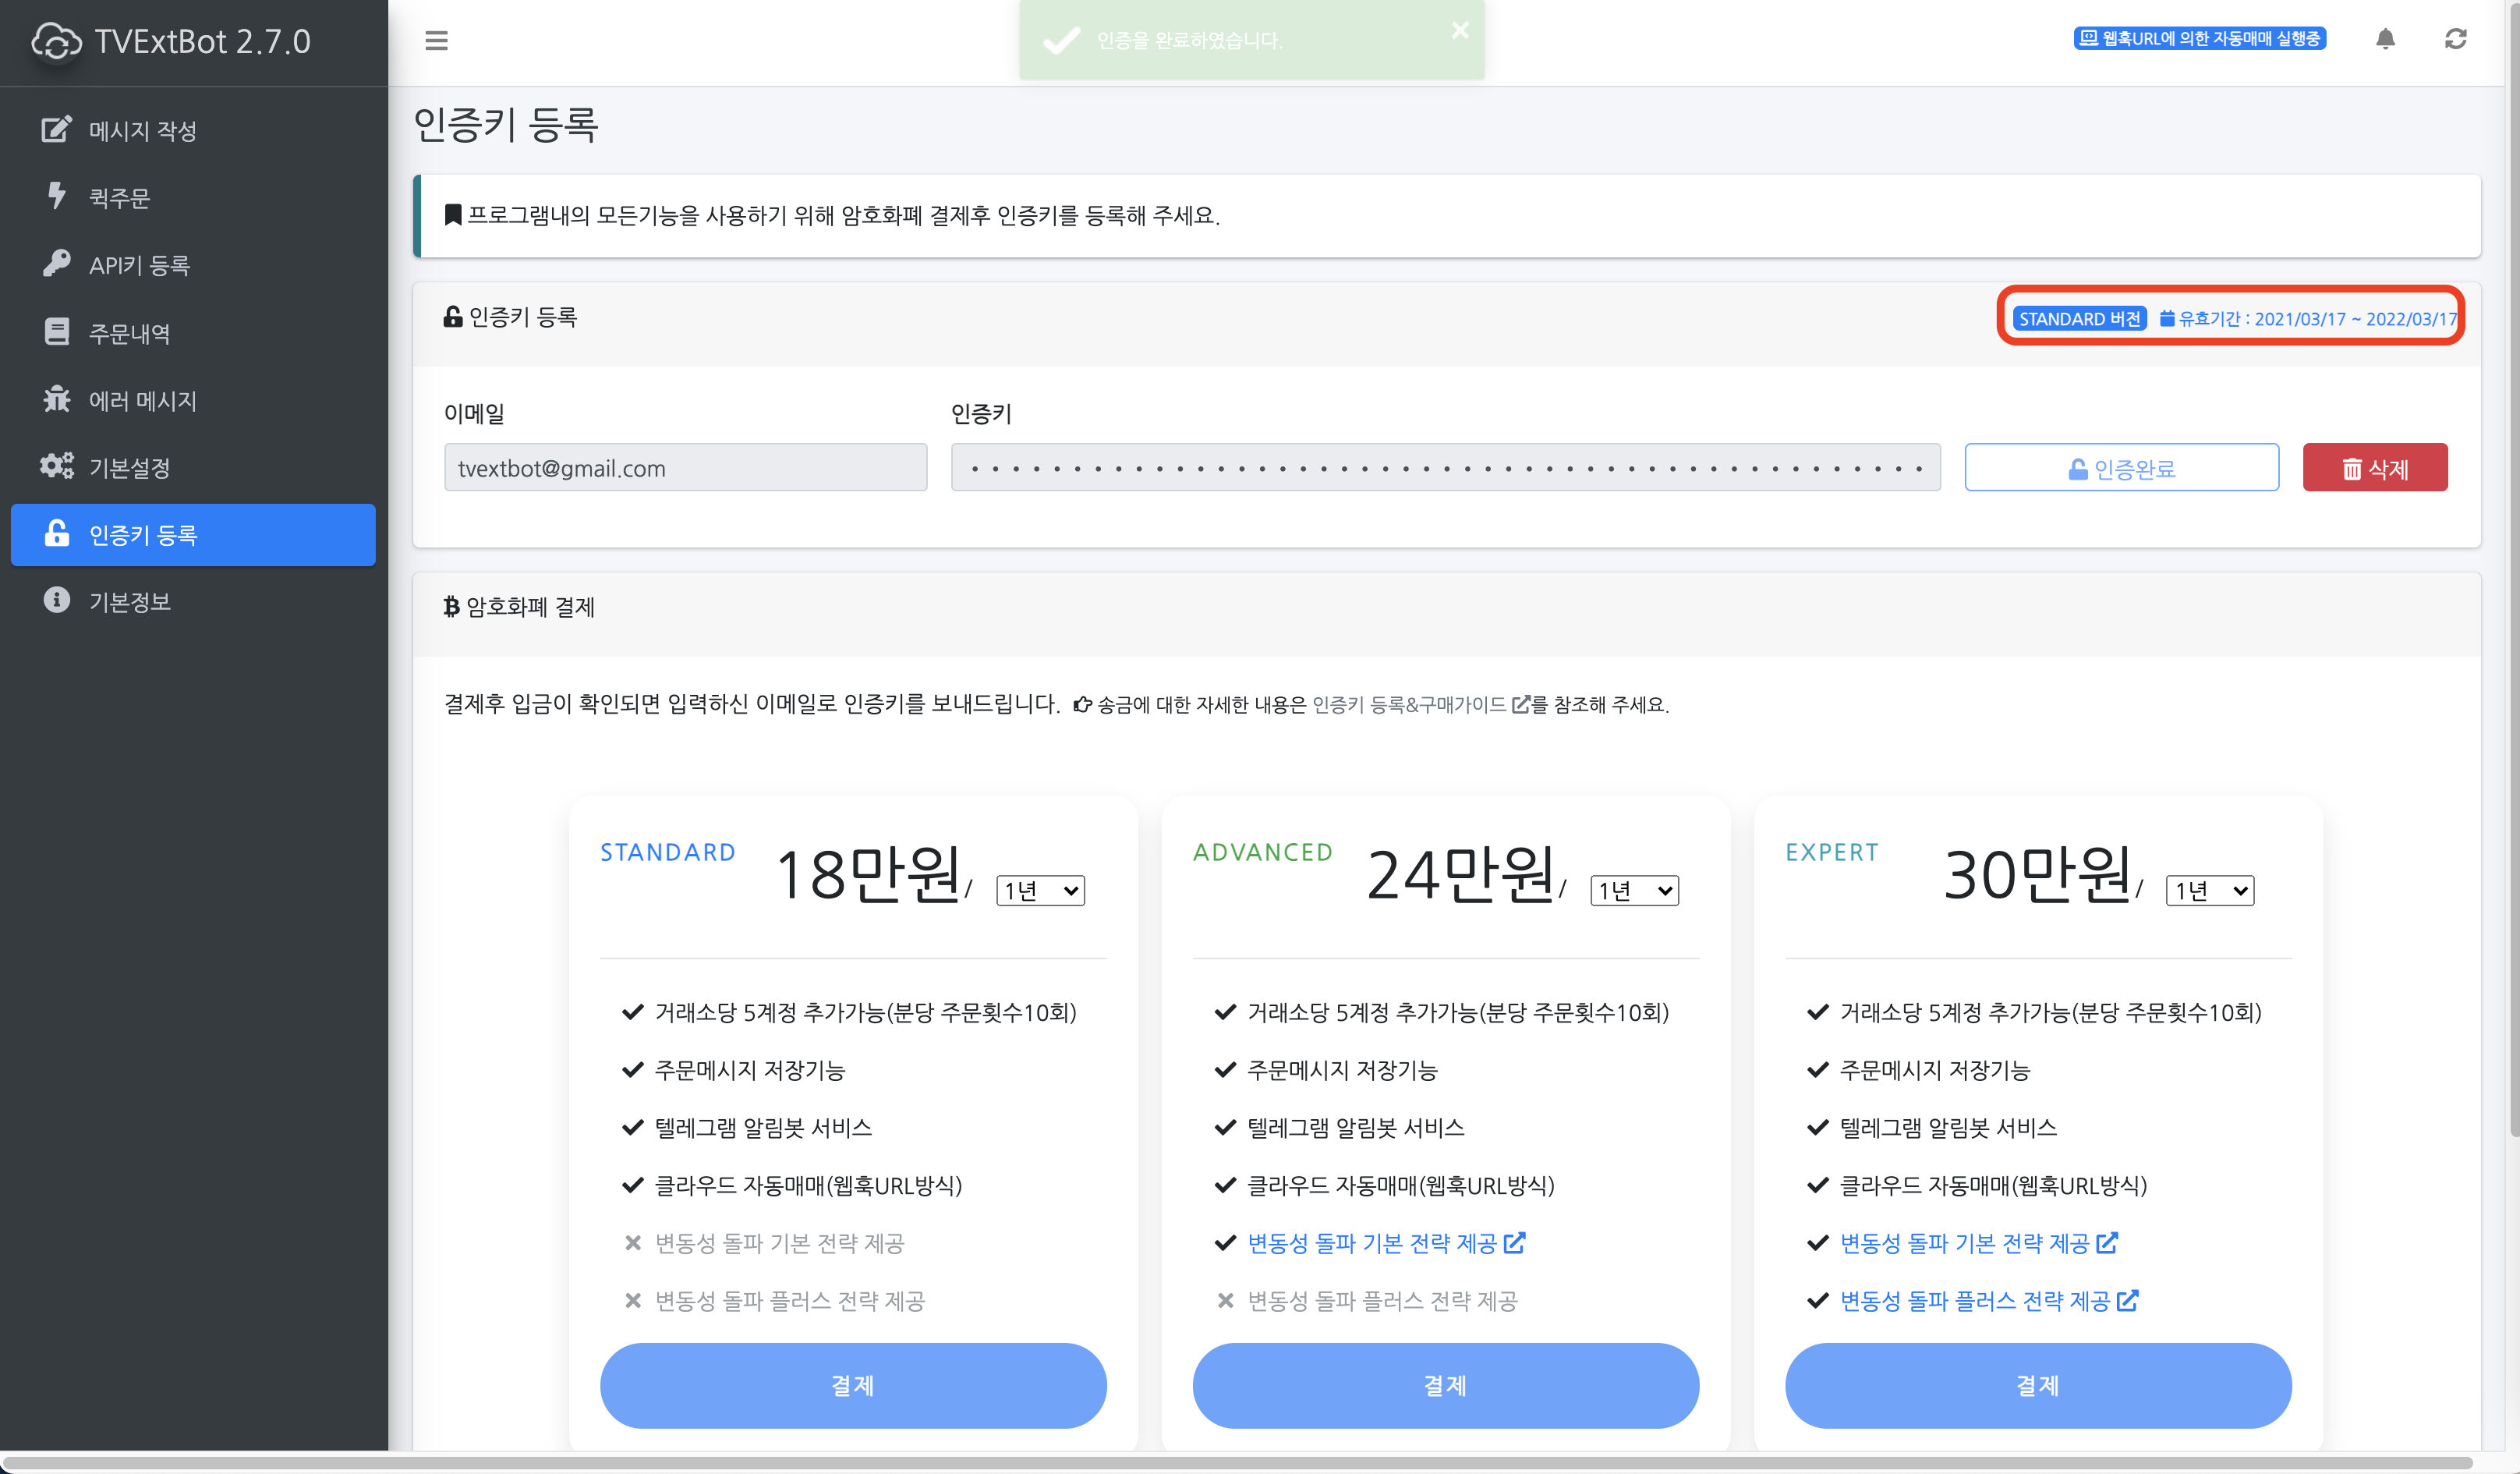 TVExtBot 2.7.0
메시지 작성
퀵주문
API키 등록
주문내역
에러 메시지
기본설정
인증키 등록
기본정보
인증을 완료하였습니다.
웹훅URL에 의한 자동매매 실행중
인증키 등록
프로그램내의 모든기능을 사용하기 위해 암호화폐 결제후 인증키를 등록해 주세요.
인증키 등록
STANDARD 버전 유효기간 : 2021/03/17 ~ 2022/03/17
이메일
인증키
tvextbot@gmail.com
인증완료
삭제
암호화폐 결제
결제후 입금이 확인되면 입력하신 이메일로 인증키를 보내드립니다. 송금에 대한 자세한 내용은 인증키 등록&구매가이드 를 참조해 주세요.
STANDARD 18만원/ 1년
거래소당 5계정 추가가능(분당 주문횟수10회)
주문메시지 저장기능
텔레그램 알림봇 서비스
클라우드 자동매매(웹훅URL방식)
변동성 돌파 기본 전략 제공
변동성 돌파 플러스 전략 제공
결제
ADVANCED 24만원/ 1년
거래소당 5계정 추가가능(분당 주문횟수10회)
주문메시지 저장기능
텔레그램 알림봇 서비스
클라우드 자동매매(웹훅URL방식)
변동성 돌파 기본 전략 제공
변동성 돌파 플러스 전략 제공
결제
EXPERT 30만원/ 1년
거래소당 5계정 추가가능(분당 주문횟수10회)
주문메시지 저장기능
텔레그램 알림봇 서비스
클라우드 자동매매(웹훅URL방식)
변동성 돌파 기본 전략 제공
변동성 돌파 플러스 전략 제공
결제